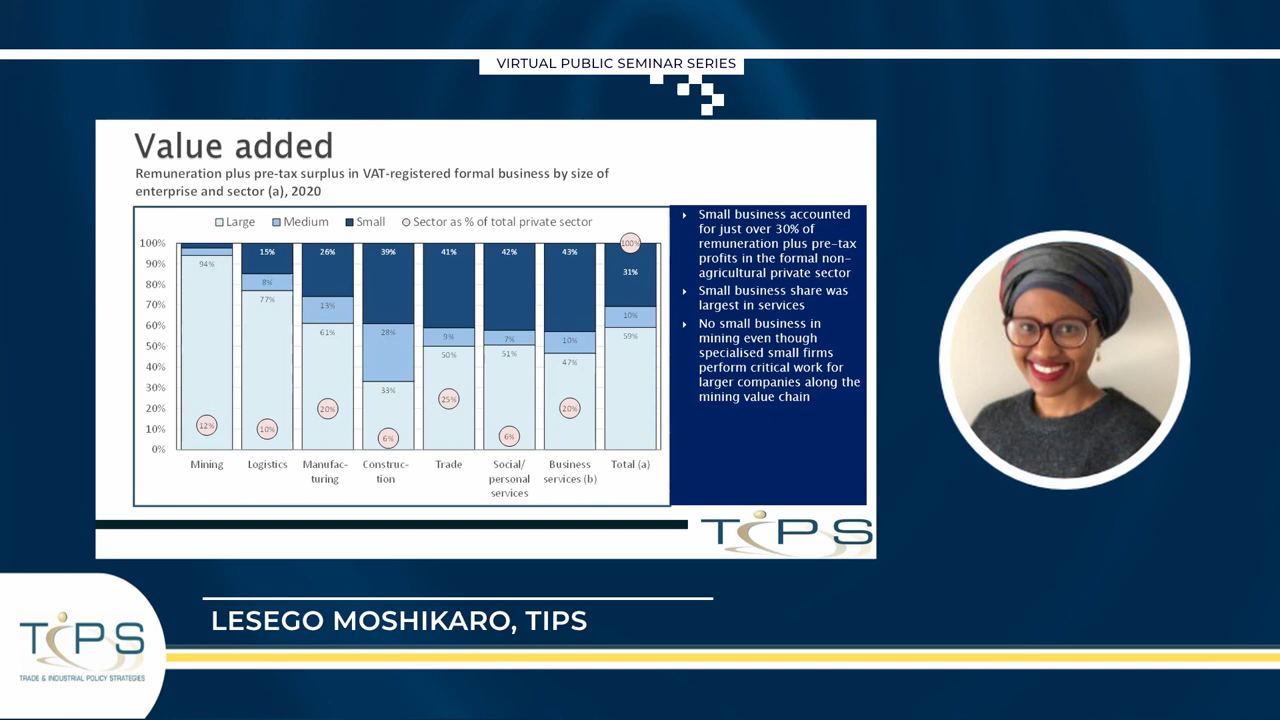 VIRTUAL PUBLIC SEMINAR SERIES
Value added
Remuneration plus pre-tax surplus in VAT-registered formal business by size of
enterprise and sector (a), 2020
Large Medium Small Sector as % of total private sector
100%
90%
80%
70%
60%
50%
40%
30%
20%
10%
0%
94%
12%
15%
8%
77%
10%
26%
13%
61%
20%
39%
28%
33%
6%
41%
9%
50%
25%
42%
7%
51%
6%
43%
10%
47%
20%
100%
31%
10%
59%
Mining
Logistics
Manufac-
turing
Construc-
tion
Trade
Social/
personal
services
Business
services (b)
Total (a)
Small business accounted
for just over 30% of
remuneration plus pre-tax
profits in the formal non-
agricultural private sector
Small business share was
largest in services
No small business in
mining even though
specialised small firms
perform critical work for
larger companies along the
mining value chain
TIPS
LESEGO MOSHIKARO, TIPS
TIPS
TRADE & INDUSTRIAL POLICY STRATEGIES